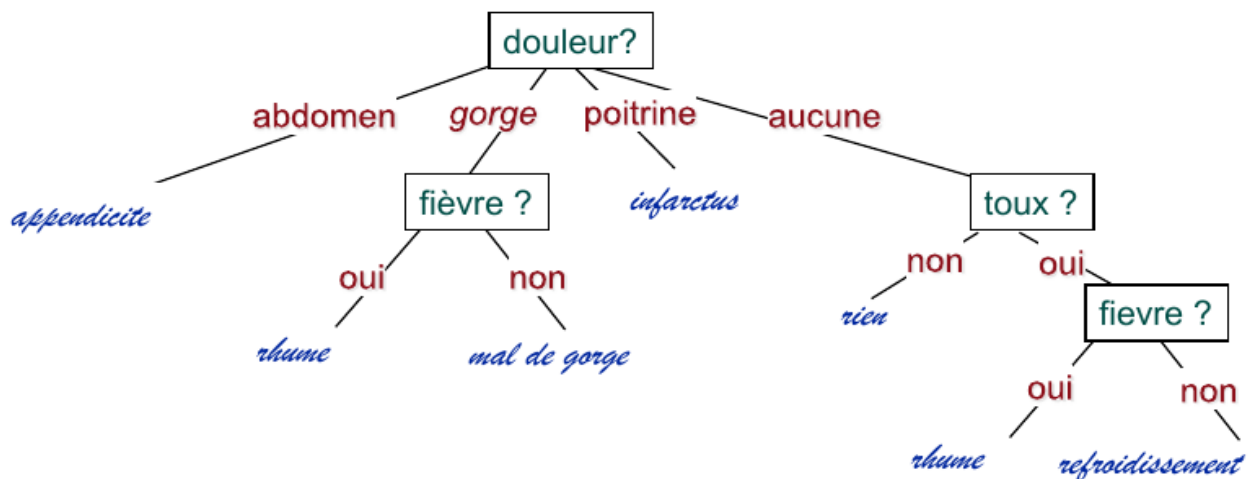 douleur?
abdomen gorge poitrine aucune
appendicite fièvre ? infarctus toux ?
oui non non oui
rien fievre ?
rhume mal de gorge
oui non
rhume refroidissement